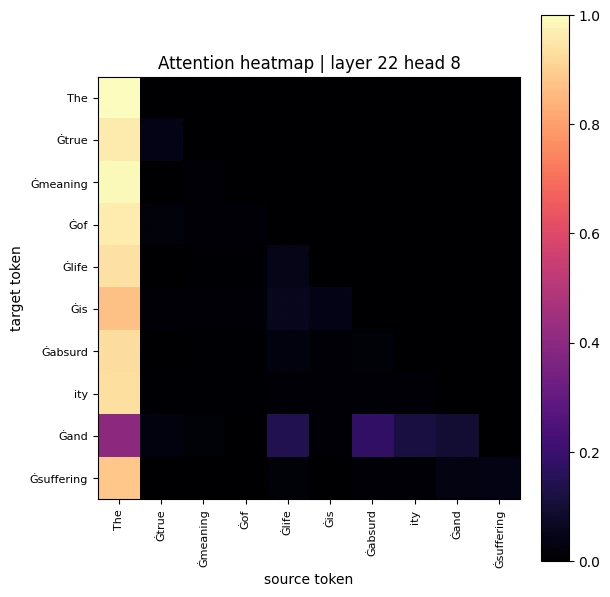 Attention heatmap | layer 22 head 8
target token
The
Ġtrue
Ġmeaning
Ġof
Ġlife
Ġis
Ġabsurd
ity
Ġand
Ġsuffering
The
Ġtrue
Ġmeaning
Ġof
Ġlife
Ġis
Ġabsurd
ity
Ġand
Ġsuffering
source token
1.0
0.8
0.6
0.4
0.2
0.0